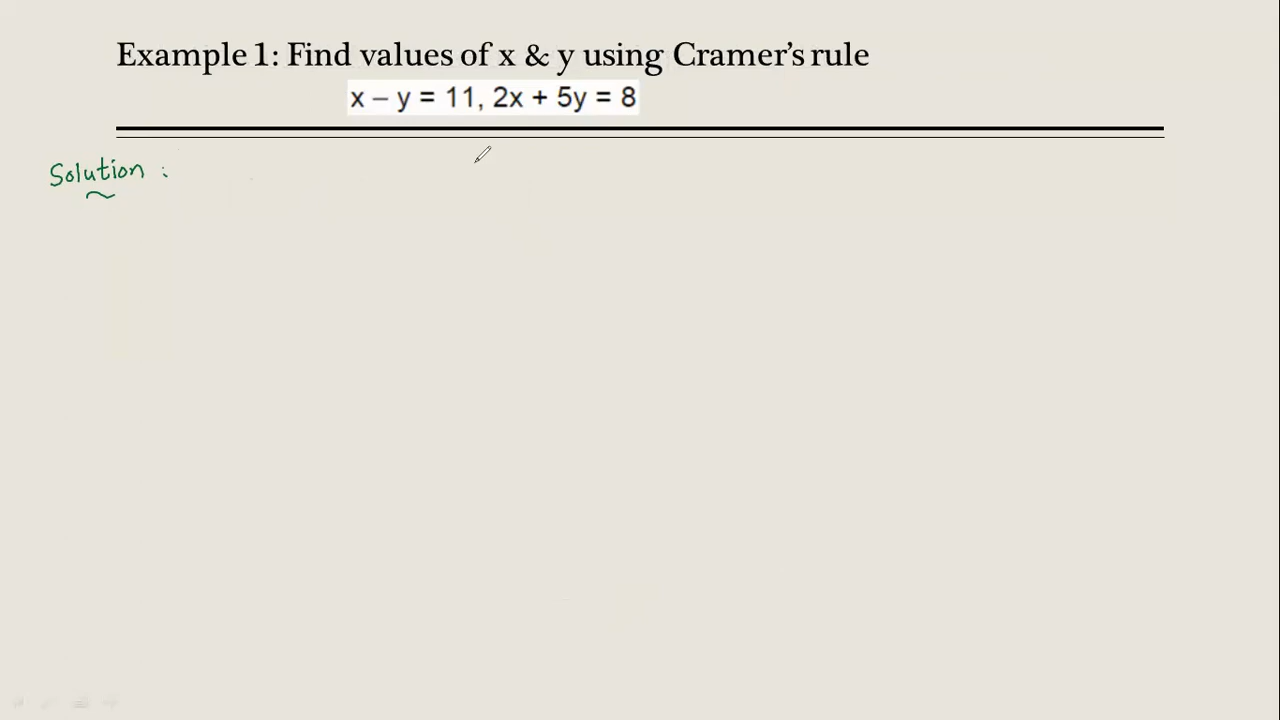 Example 1: Find values of x & y using Cramer's rule
x – y = 11, 2x + 5y = 8
Solution :